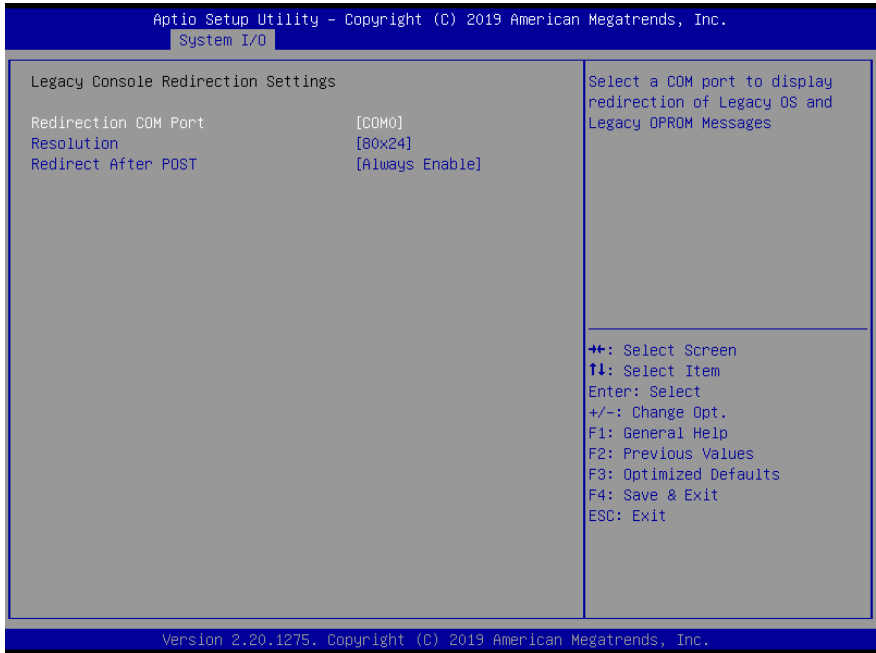 Aptio Setup Utility – Copyright (C) 2019 American Megatrends, Inc.
System I/O
Legacy Console Redirection Settings
Redirection COM Port [COM0]
Resolution [80x24]
Redirect After POST [Always Enable]
Select a COM port to display
redirection of Legacy OS and
Legacy OPROM Messages
→←: Select Screen
↑↓: Select Item
Enter: Select
+/-: Change Opt.
F1: General Help
F2: Previous Values
F3: Optimized Defaults
F4: Save & Exit
ESC: Exit
Version 2.20.1275. Copyright (C) 2019 American Megatrends, Inc.